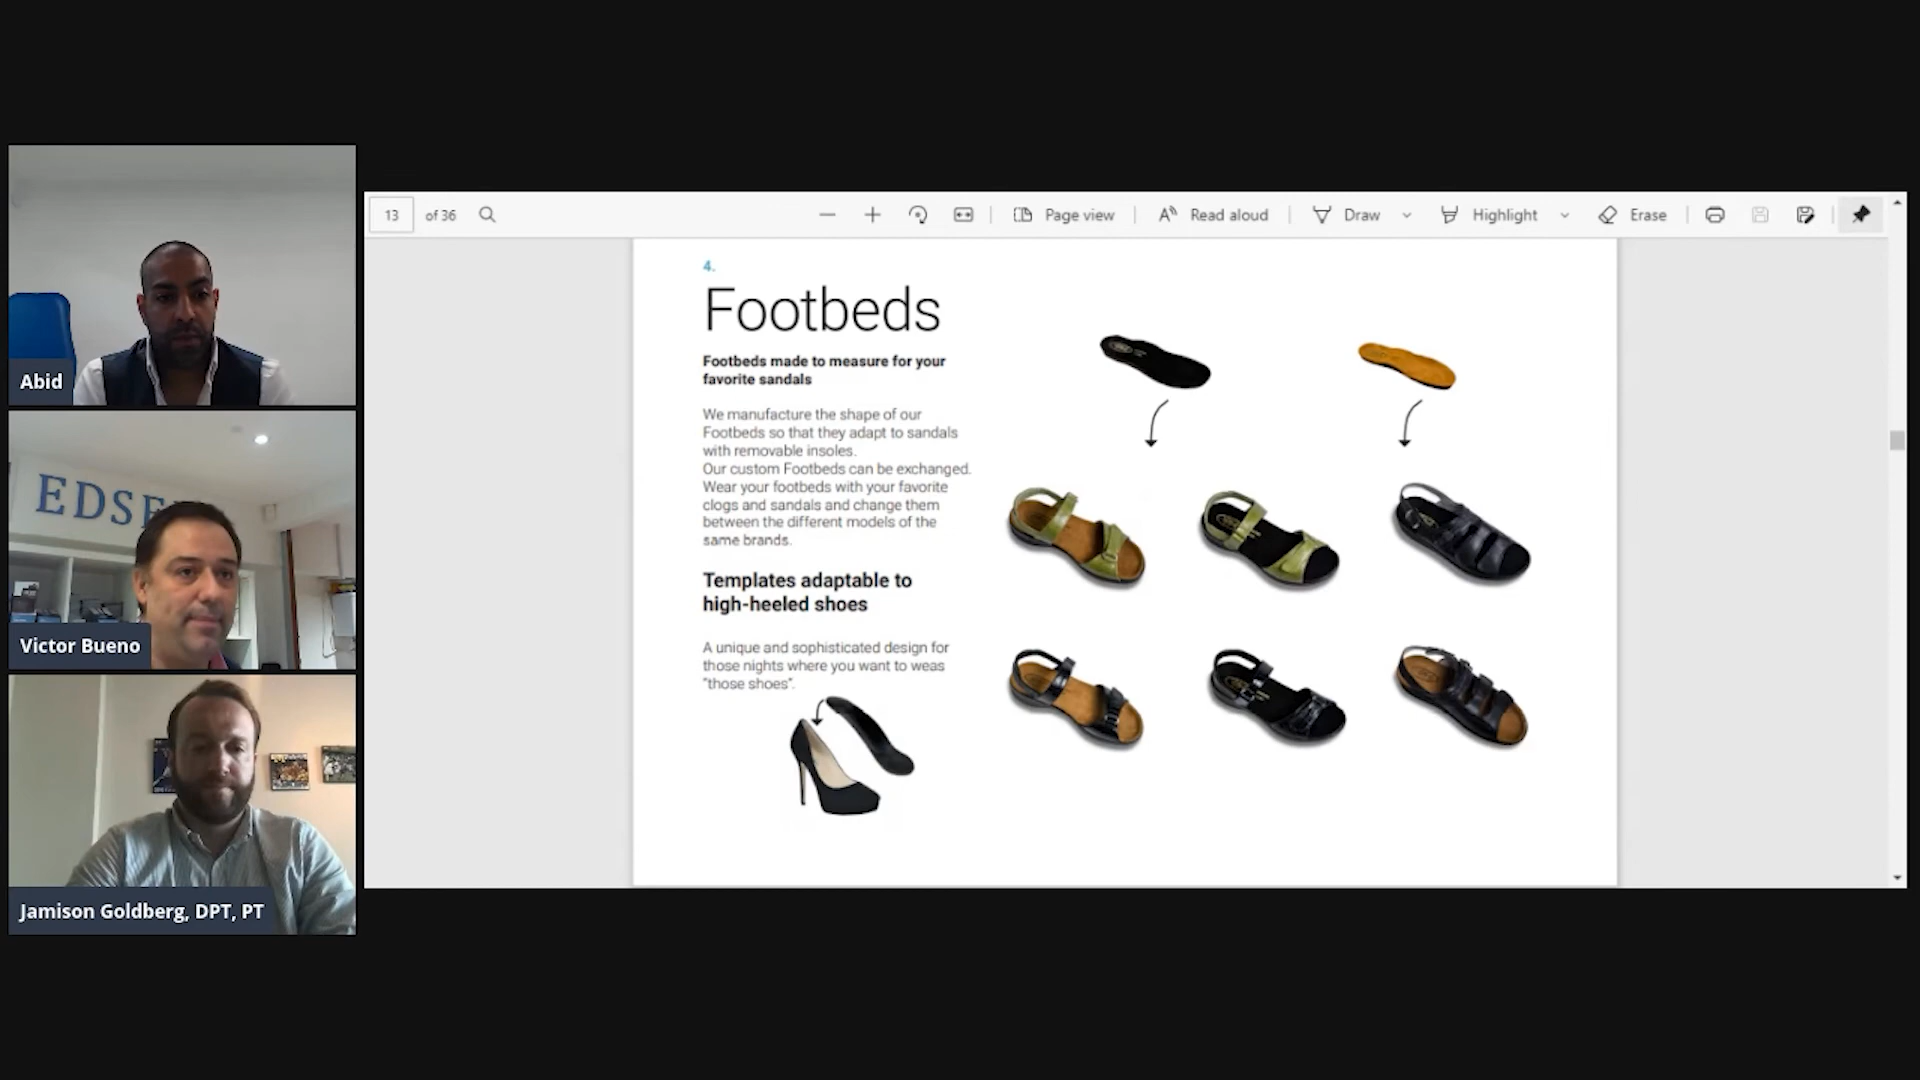 Abid
EDSE
Victor Bueno
Jamison Goldberg, DPT, PT
13 of 36
Page view
Read aloud
Draw
Highlight
Erase
4.
Footbeds
Footbeds made to measure for your
favorite sandals
We manufacture the shape of our
Footbeds so that they adapt to sandals
with removable insoles.
Our custom Footbeds can be exchanged.
Wear your footbeds with your favorite
clogs and sandals and change them
between the different models of the
same brands.
Templates adaptable to
high-heeled shoes
A unique and sophisticated design for
those nights where you want to weas
"those shoes".